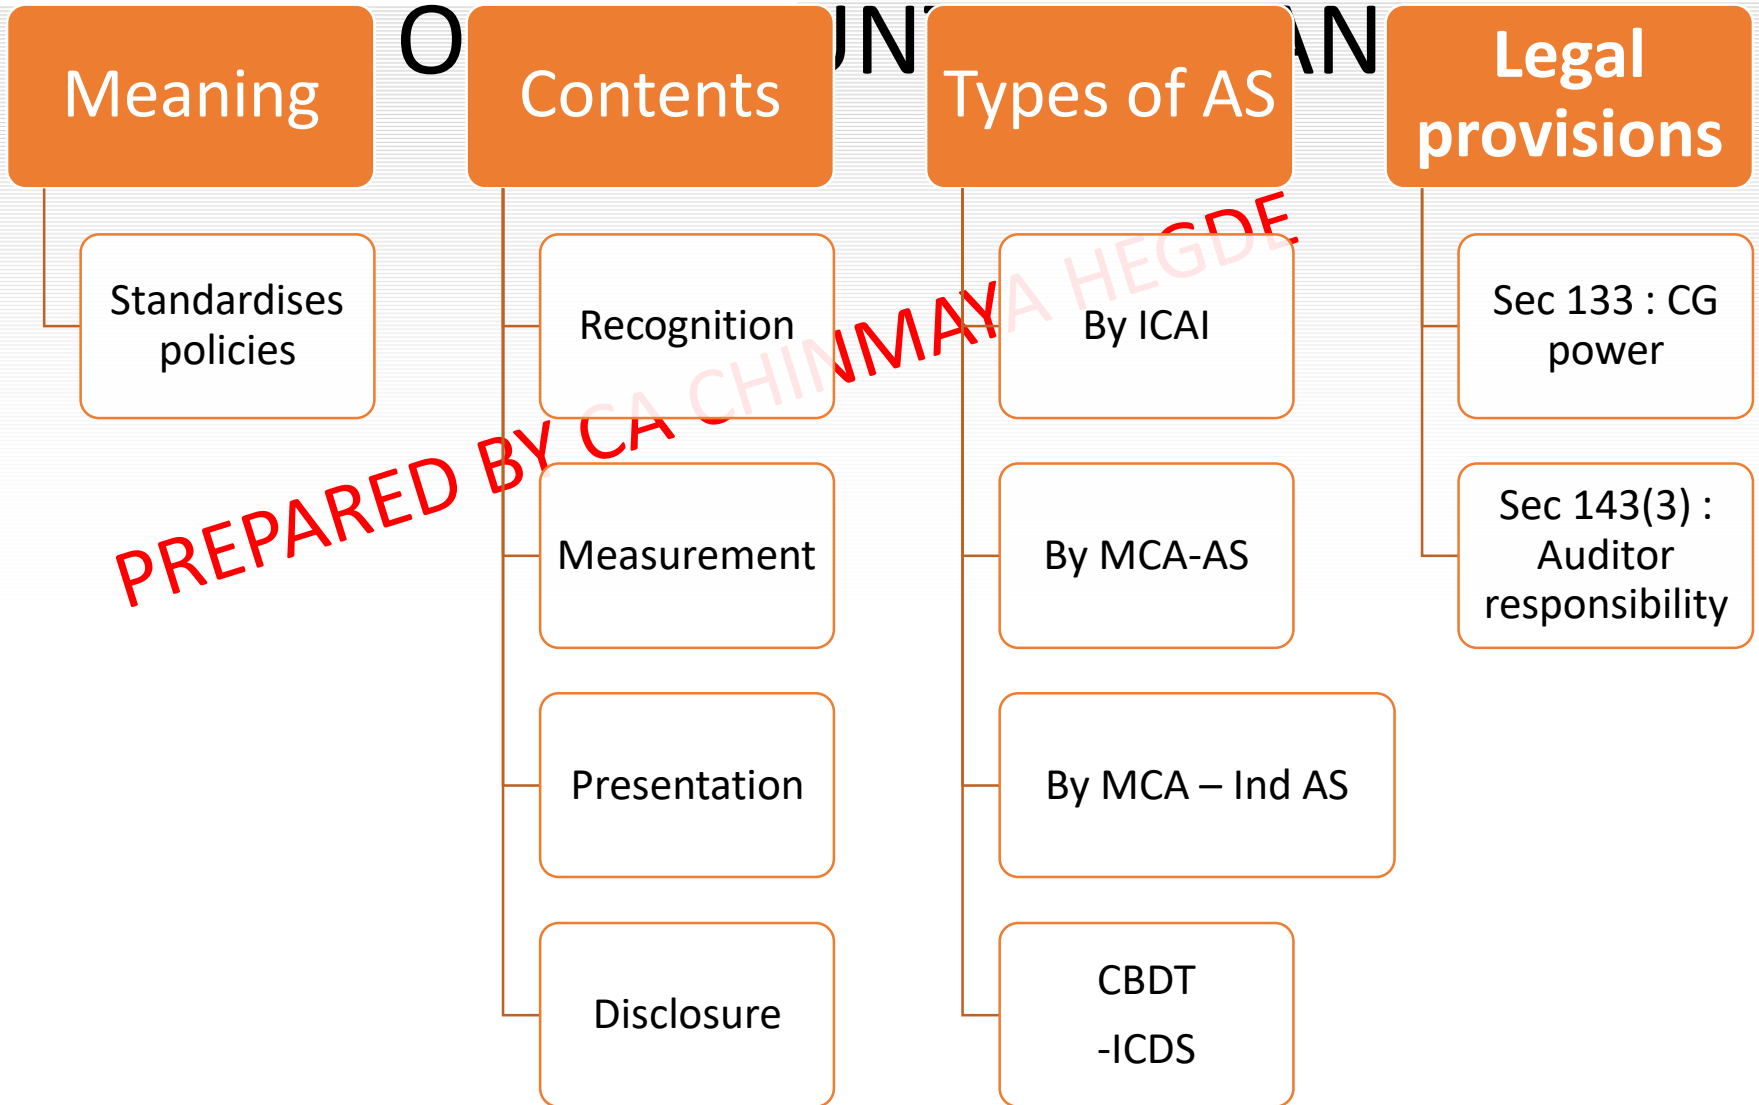 Meaning
Standardises
policies
Contents
Recognition
Measurement
Presentation
Disclosure
Types of AS
By ICAI
By MCA-AS
By MCA – Ind AS
CBDT
-ICDS
Legal
provisions
Sec 133 : CG
power
Sec 143(3) :
Auditor
responsibility
PREPARED BY CA CHINMAYA HEGDE